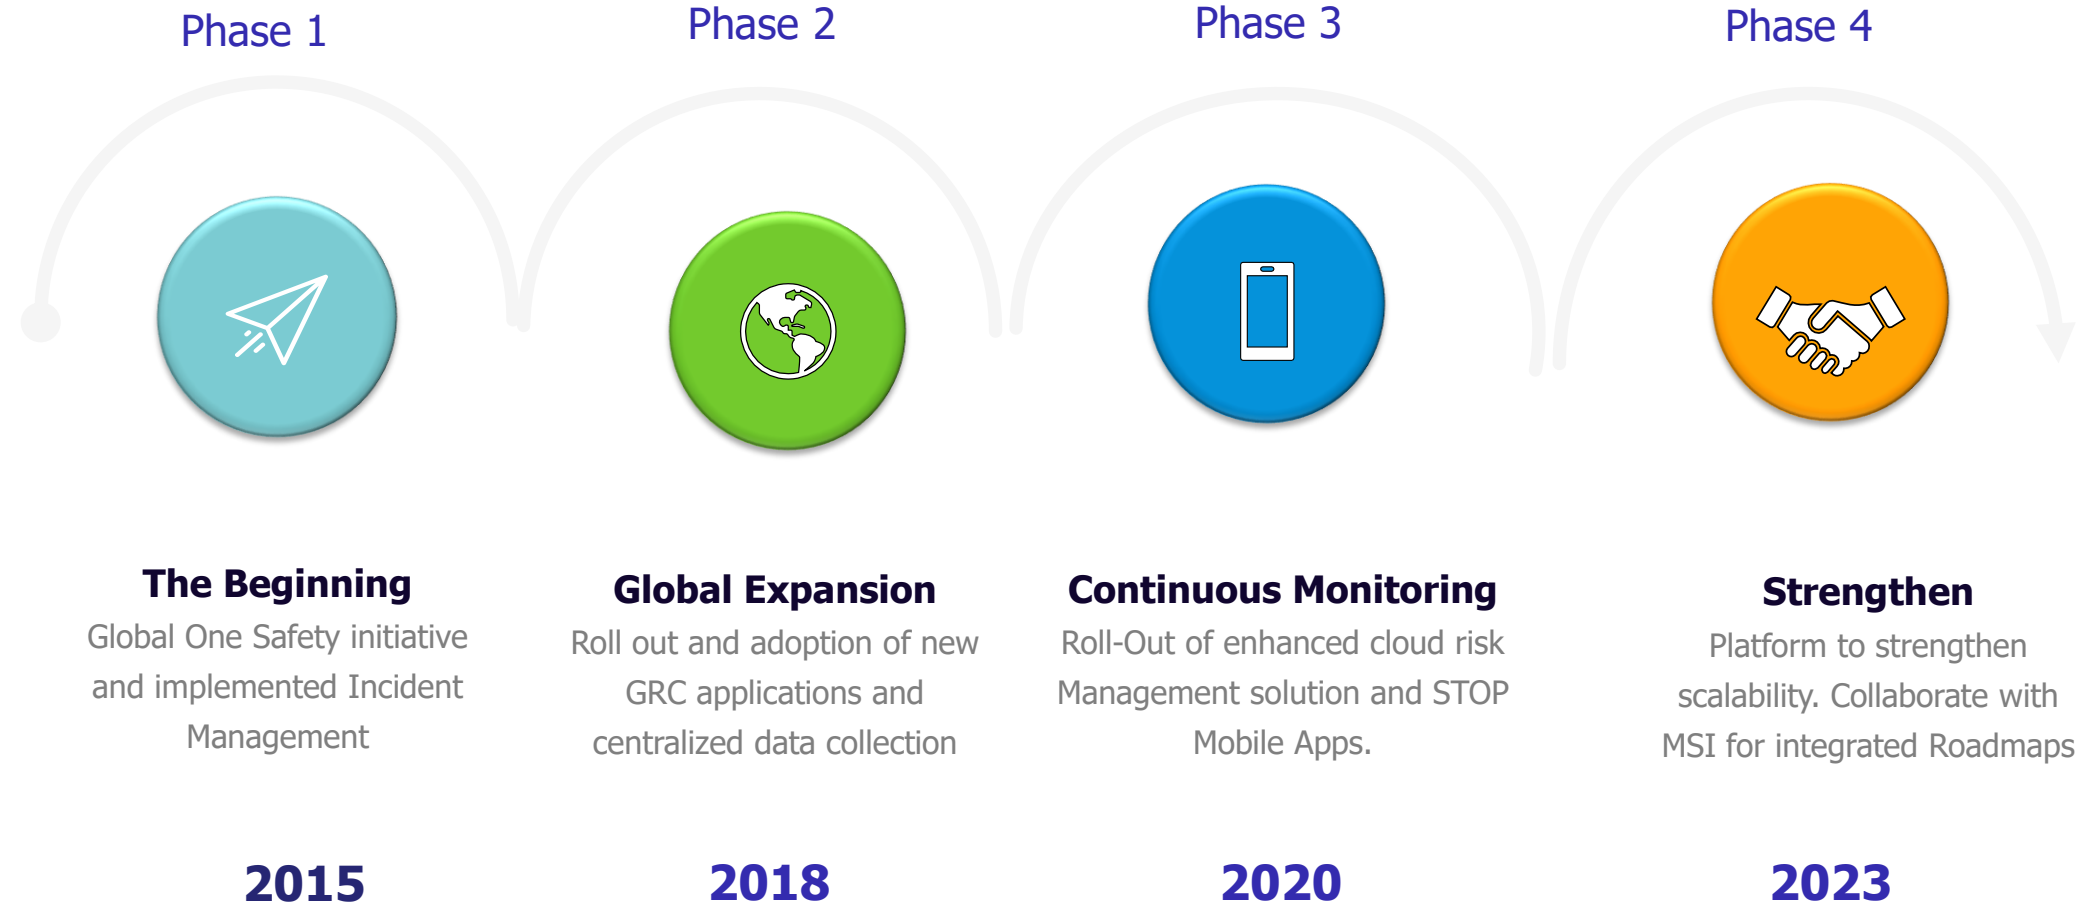 Phase 1
Phase 2
Phase 3
Phase 4
The Beginning
Global One Safety initiative
and implemented Incident
Management
Global Expansion
Roll out and adoption of new
GRC applications and
centralized data collection
Continuous Monitoring
Roll-Out of enhanced cloud risk
Management solution and STOP
Mobile Apps.
Strengthen
Platform to strengthen
scalability. Collaborate with
MSI for integrated Roadmaps
2015
2018
2020
2023